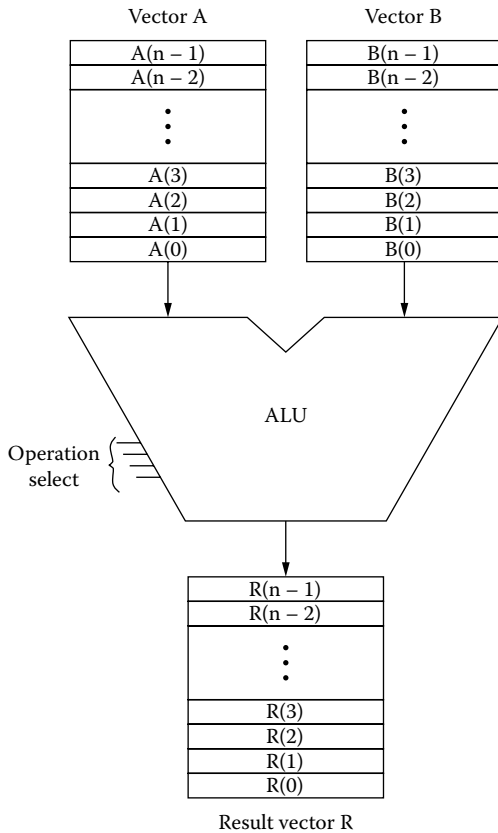 Vector A
Vector B
A(n – 1)
A(n – 2)
A(3)
A(2)
A(1)
A(0)
B(n – 1)
B(n – 2)
B(3)
B(2)
B(1)
B(0)
ALU
Operation
select
R(n – 1)
R(n – 2)
R(3)
R(2)
R(1)
R(0)
Result vector R